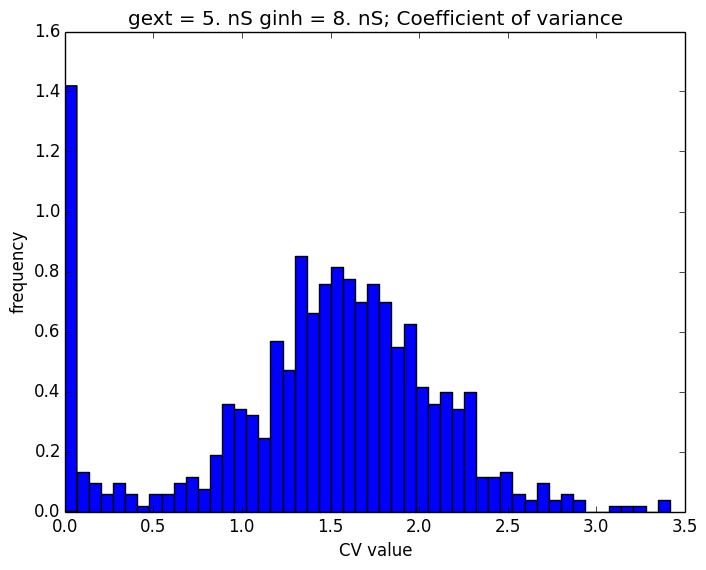 gext = 5. nS ginh = 8. nS; Coefficient of variance
1.6
1.4
1.2
1.0
0.8
0.6
0.4
0.2
0.0
frequency
0.0 0.5 1.0 1.5 2.0 2.5 3.0 3.5
CV value